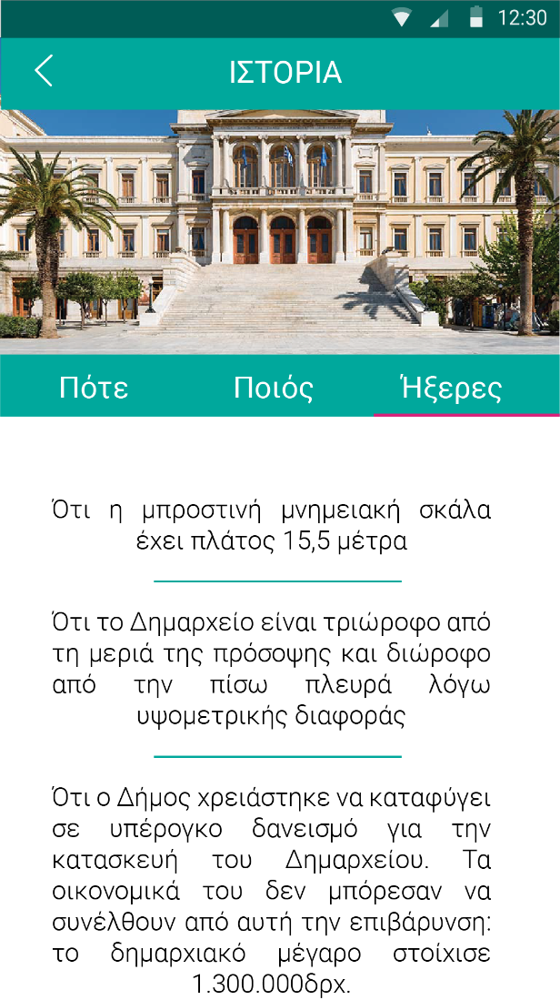 12:30
ΙΣΤΟΡΙΑ
Πότε Ποιός Ήξερες
Ότι η μπροστινή μνημειακή σκάλα
έχει πλάτος 15,5 μέτρα
Ότι το Δημαρχείο είναι τριώροφο από
τη μεριά της πρόσοψης και διώροφο
από την πίσω πλευρά λόγω
υψομετρικής διαφοράς
Ότι ο Δήμος χρειάστηκε να καταφύγει
σε υπέρογκο δανεισμό για την
κατασκευή του Δημαρχείου. Τα
οικονομικά του δεν μπόρεσαν να
συνέλθουν από αυτή την επιβάρυνση:
το δημαρχιακό μέγαρο στοίχισε
1.300.000δρχ.